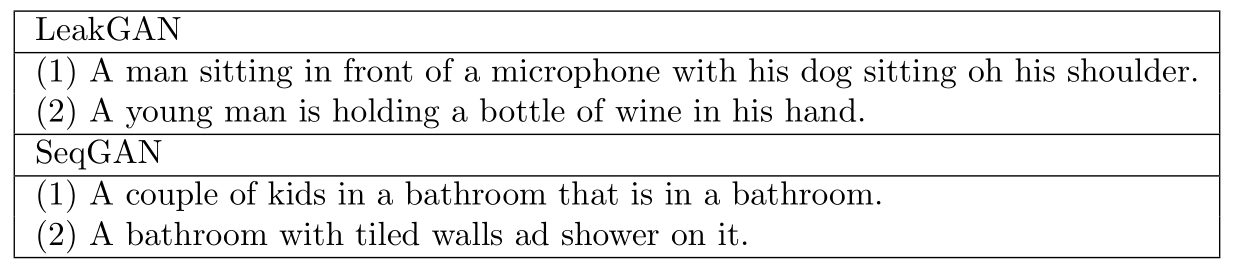 LeakGAN
(1) A man sitting in front of a microphone with his dog sitting oh his shoulder.
(2) A young man is holding a bottle of wine in his hand.
SeqGAN
(1) A couple of kids in a bathroom that is in a bathroom.
(2) A bathroom with tiled walls ad shower on it.